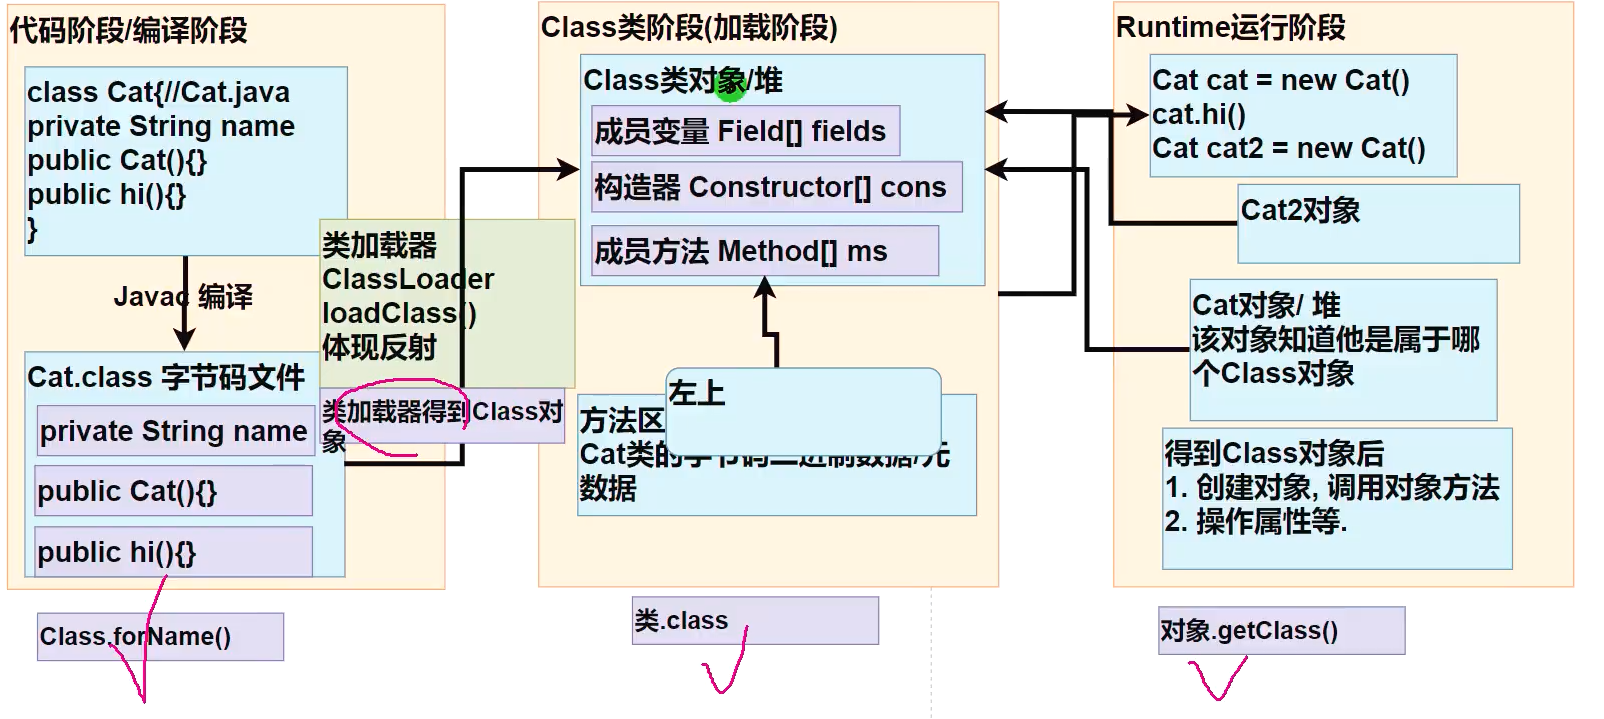 代码阶段/编译阶段
class Cat{//Cat.java
private String name
public Cat(){}
public hi(){}
}
Javac 编译
Cat.class 字节码文件
private String name
public Cat(){}
public hi(){}
Class.forName()
类加载器
ClassLoader
loadClass()
体现反射
类加载器得到Class对
象
Class类阶段(加载阶段)
Class类对象/堆
成员变量 Field[] fields
构造器 Constructor[] cons
成员方法 Method[] ms
左上
方法区
Cat类的字节码二进制数据/元
数据
类.class
Runtime运行阶段
Cat cat = new Cat()
cat.hi()
Cat cat2 = new Cat()
Cat2对象
Cat对象/ 堆
该对象知道他是属于哪
个Class对象
得到Class对象后
1. 创建对象, 调用对象方法
2. 操作属性等.
对象.getClass()